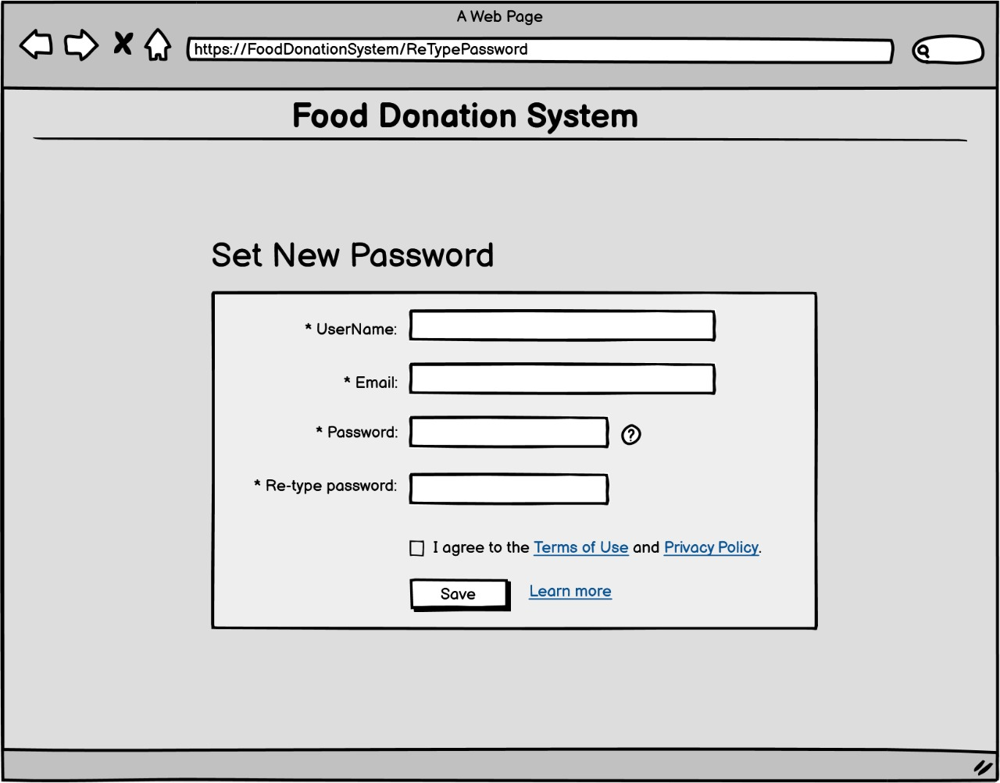 A Web Page
https://FoodDonationSystem/ReTypePassword
Food Donation System
Set New Password
* UserName:
* Email:
* Password: ?
* Re-type password:
I agree to the Terms of Use and Privacy Policy.
Save Learn more